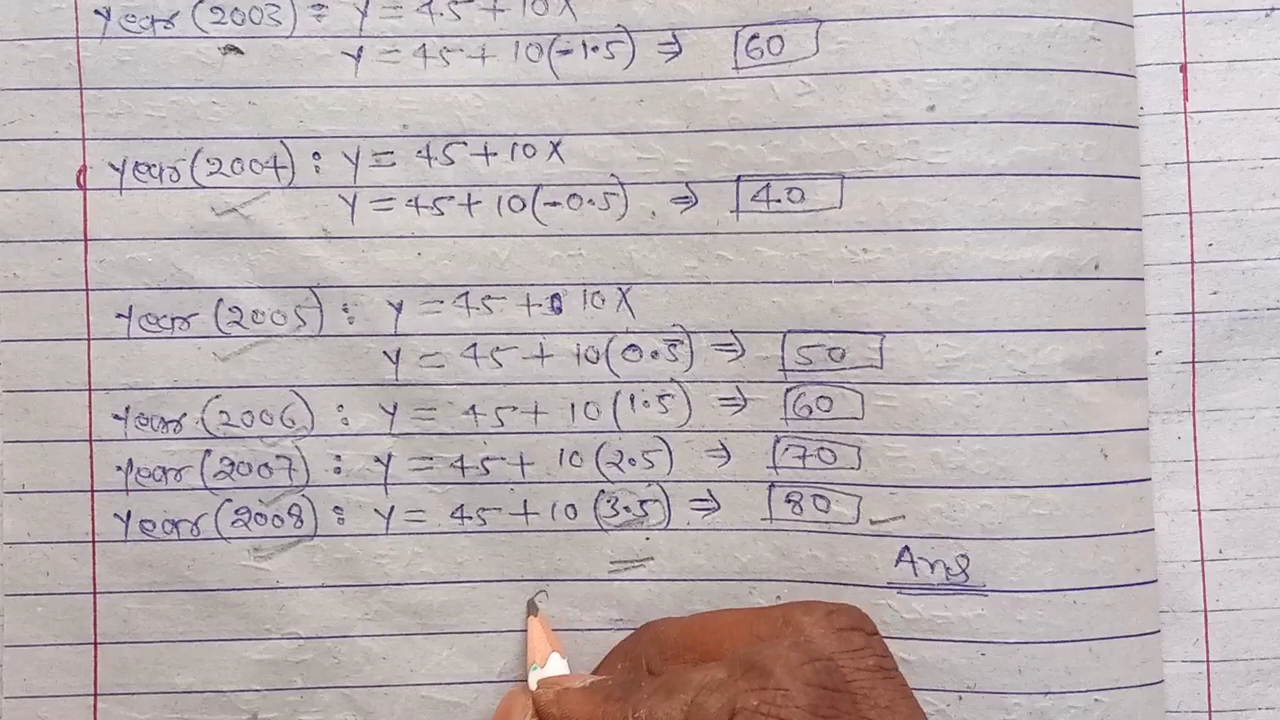 Year (2003) : Y = 45 + 10X
Y = 45 + 10(-1.5) ⇒ 60
Year (2004) : Y = 45 + 10X
Y = 45 + 10(-0.5) ⇒ 40
Year (2005) : Y = 45 + 10X
Y = 45 + 10(0.5) ⇒ 50
Year (2006) : Y = 45 + 10(1.5) ⇒ 60
Year (2007) : Y = 45 + 10(2.5) ⇒ 70
Year (2008) : Y = 45 + 10(3.5) ⇒ 80
Ans